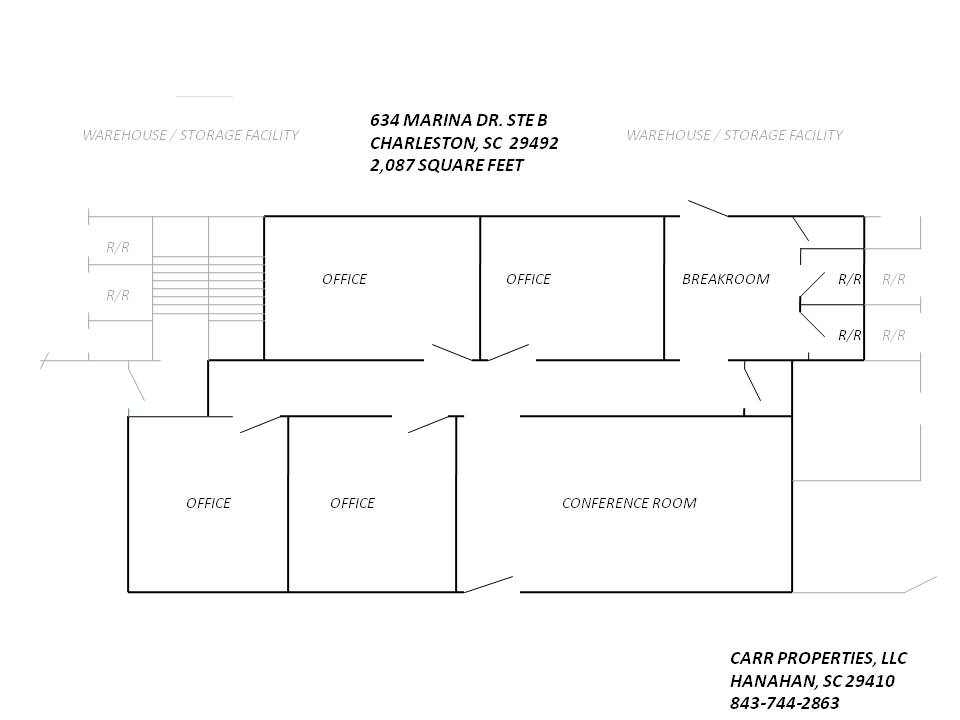 634 MARINA DR. STE B
CHARLESTON, SC 29492
2,087 SQUARE FEET
WAREHOUSE / STORAGE FACILITY
WAREHOUSE / STORAGE FACILITY
R/R
R/R
OFFICE
OFFICE
BREAKROOM
R/R
R/R
R/R
R/R
OFFICE
OFFICE
CONFERENCE ROOM
CARR PROPERTIES, LLC
HANAHAN, SC 29410
843-744-2863